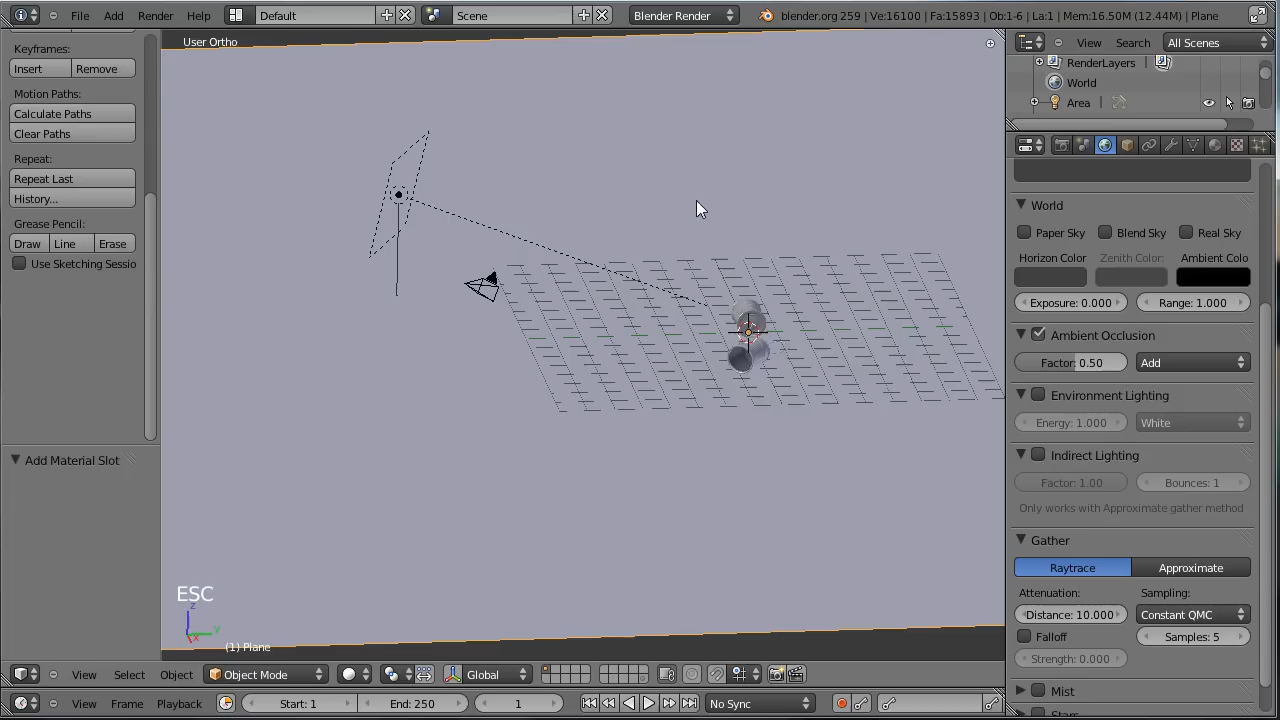 File Add Render Help Default Scene Blender Render blender.org 259 | Ve:16100 | Fa:15893 | Ob:1-6 | La:1 | Mem:16.50M (12.44M) | Plane
Keyframes:
Insert Remove
Motion Paths:
Calculate Paths
Clear Paths
Repeat:
Repeat Last
History...
Grease Pencil:
Draw Line Erase
Use Sketching Sessio
Add Material Slot
User Ortho
ESC
z
y
x
(1) Plane
View Select Object Object Mode Global
View Frame Playback Start: 1 End: 250 1 No Sync
View Search All Scenes
RenderLayers |
World
Area |
World
Paper Sky Blend Sky Real Sky
Horizon Color Zenith Color Ambient Colo
Exposure: 0.000 Range: 1.000
Ambient Occlusion
Factor: 0.50 Add
Environment Lighting
Energy: 1.000 White
Indirect Lighting
Factor: 1.00 Bounces: 1
Only works with Approximate gather method
Gather
Raytrace Approximate
Attenuation: Sampling:
Distance: 10.000 Constant QMC
Falloff Samples: 5
Strength: 0.000
Mist